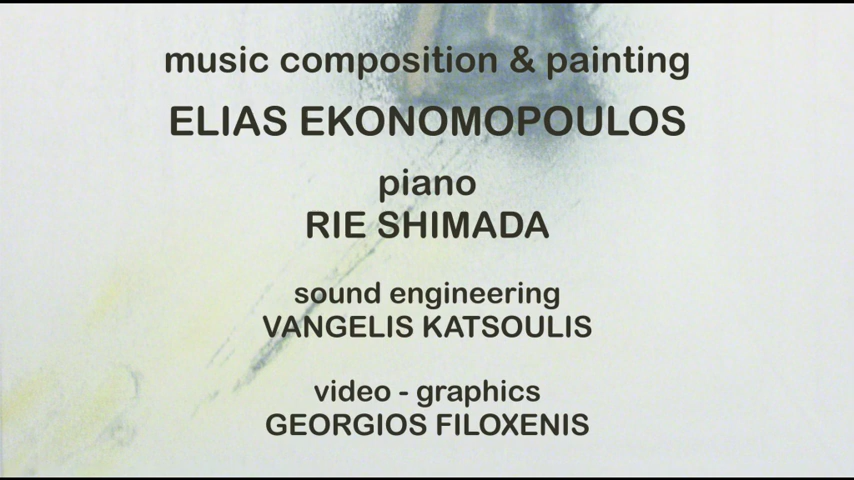 music composition & painting
ELIAS EKONOMOPOULOS
piano
RIE SHIMADA
sound engineering
VANGELIS KATSOULIS
video - graphics
GEORGIOS FILOXENIS